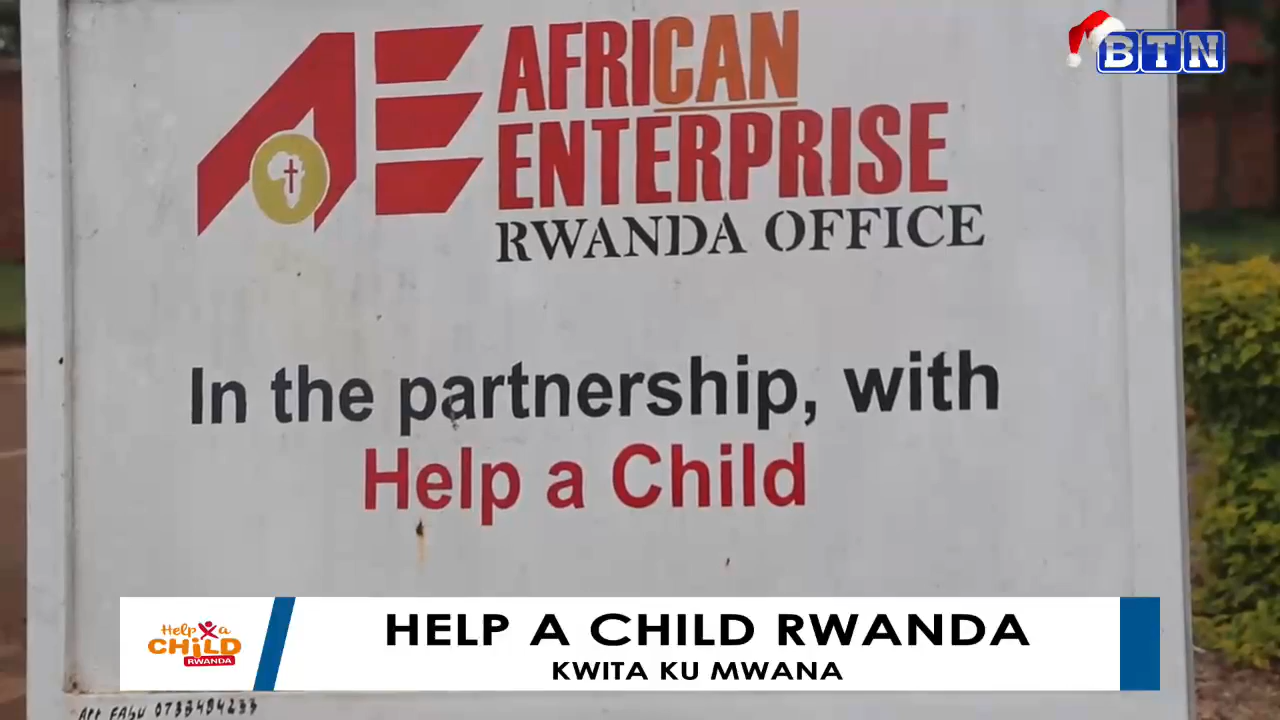 BTN
AE
AFRICAN
ENTERPRISE
RWANDA OFFICE
In the partnership, with
Help a Child
Help a
CHILD
RWANDA
HELP A CHILD RWANDA
KWITA KU MWANA